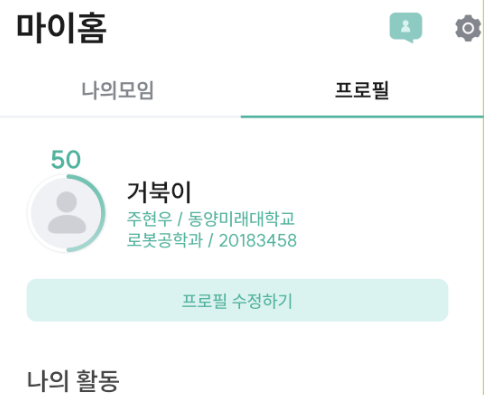 마이홈
나의모임
프로필
50
거북이
주현우 / 동양미래대학교
로봇공학과 / 20183458
프로필 수정하기
나의 활동